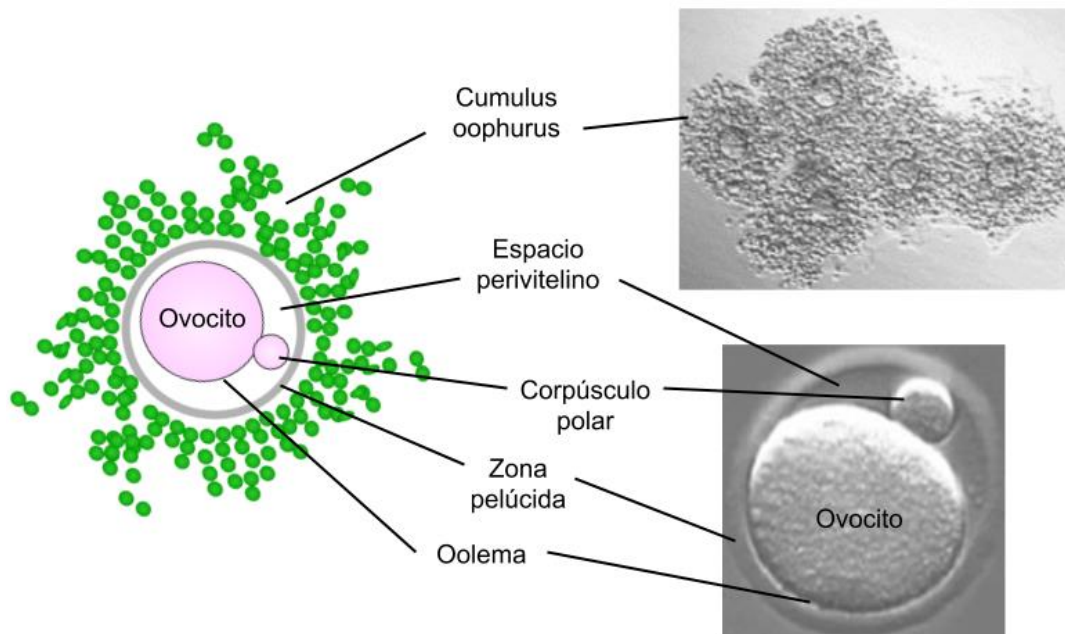 Cumulus
oophurus
Espacio
perivitelino
Ovocito
Corpúsculo
polar
Zona
pelúcida
Ovocito
Oolema